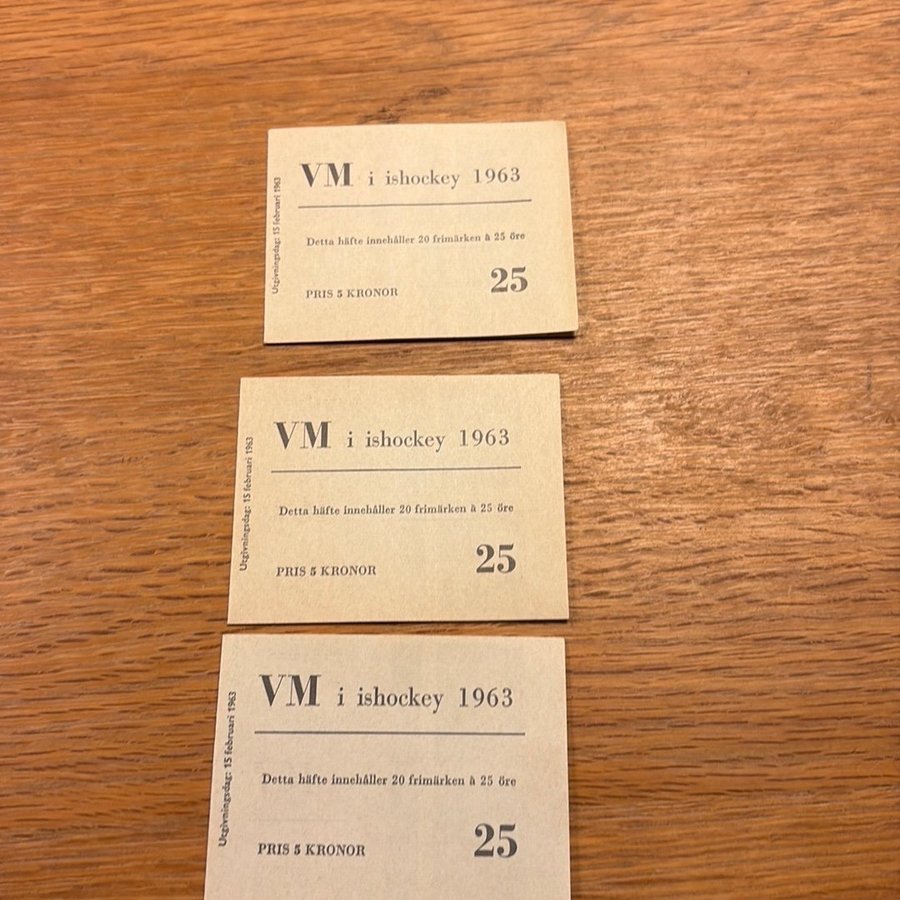 VM i ishockey 1963
Utgivningsdag: 15 februari 1963
Detta häfte innehåller 20 frimärken à 25 öre
25
PRIS 5 KRONOR
VM i ishockey 1963
Utgivningsdag: 15 februari 1963
Detta häfte innehåller 20 frimärken à 25 öre
25
PRIS 5 KRONOR
VM i ishockey 1963
Utgivningsdag: 15 februari 1963
Detta häfte innehåller 20 frimärken à 25 öre
25
PRIS 5 KRONOR